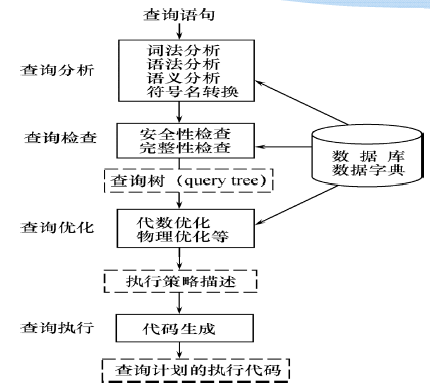 查询语句
查询分析
词法分析
语法分析
语义分析
符号名转换
查询检查
安全性检查
完整性检查
数据库
数据字典
查询树（query tree）
查询优化
代数优化
物理优化等
执行策略描述
查询执行
代码生成
查询计划的执行代码